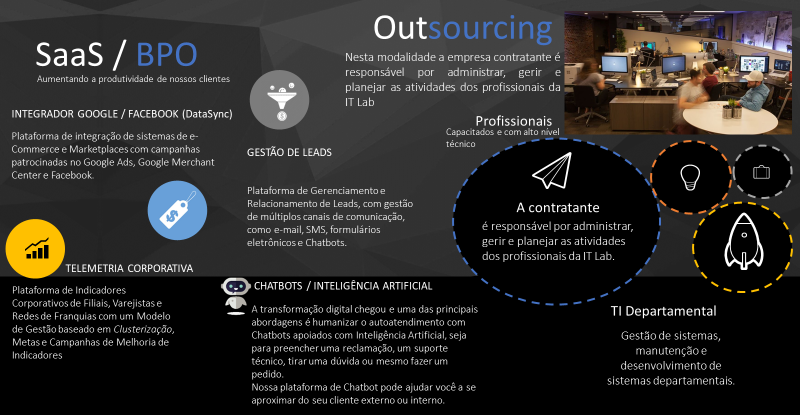 SaaS / BPO
Aumentando a produtividade de nossos clientes
INTEGRADOR GOOGLE / FACEBOOK (DataSync)
Plataforma de integração de sistemas de e-
Commerce e Marketplaces com campanhas
patrocinadas no Google Ads, Google Merchant
Center e Facebook.
TELEMETRIA CORPORATIVA
Plataforma de Indicadores
Corporativos de Filiais, Varejistas e
Redes de Franquias com um Modelo
de Gestão baseado em Clusterização,
Metas e Campanhas de Melhoria de
Indicadores
GESTÃO DE LEADS
Plataforma de Gerenciamento e
Relacionamento de Leads, com gestão
de múltiplos canais de comunicação,
como e-mail, SMS, formulários
eletrônicos e Chatbots.
CHATBOTS / INTELIGÊNCIA ARTIFICIAL
A transformação digital chegou e uma das principais
abordagens é humanizar o autoatendimento com
Chatbots apoiados com Inteligência Artificial, seja
para preencher uma reclamação, um suporte
técnico, tirar uma dúvida ou mesmo fazer um
pedido.
Nossa plataforma de Chatbot pode ajudar você a se
aproximar do seu cliente externo ou interno.
Outsourcing
Nesta modalidade a empresa contratante é
responsável por administrar, gerir e
planejar as atividades dos profissionais da
IT Lab
Profissionais
Capacitados e com alto nível
técnico
A contratante
é responsável por administrar,
gerir e planejar as atividades
dos profissionais da IT Lab.
TI Departamental
Gestão de sistemas,
manutenção e
desenvolvimento de
sistemas departamentais.